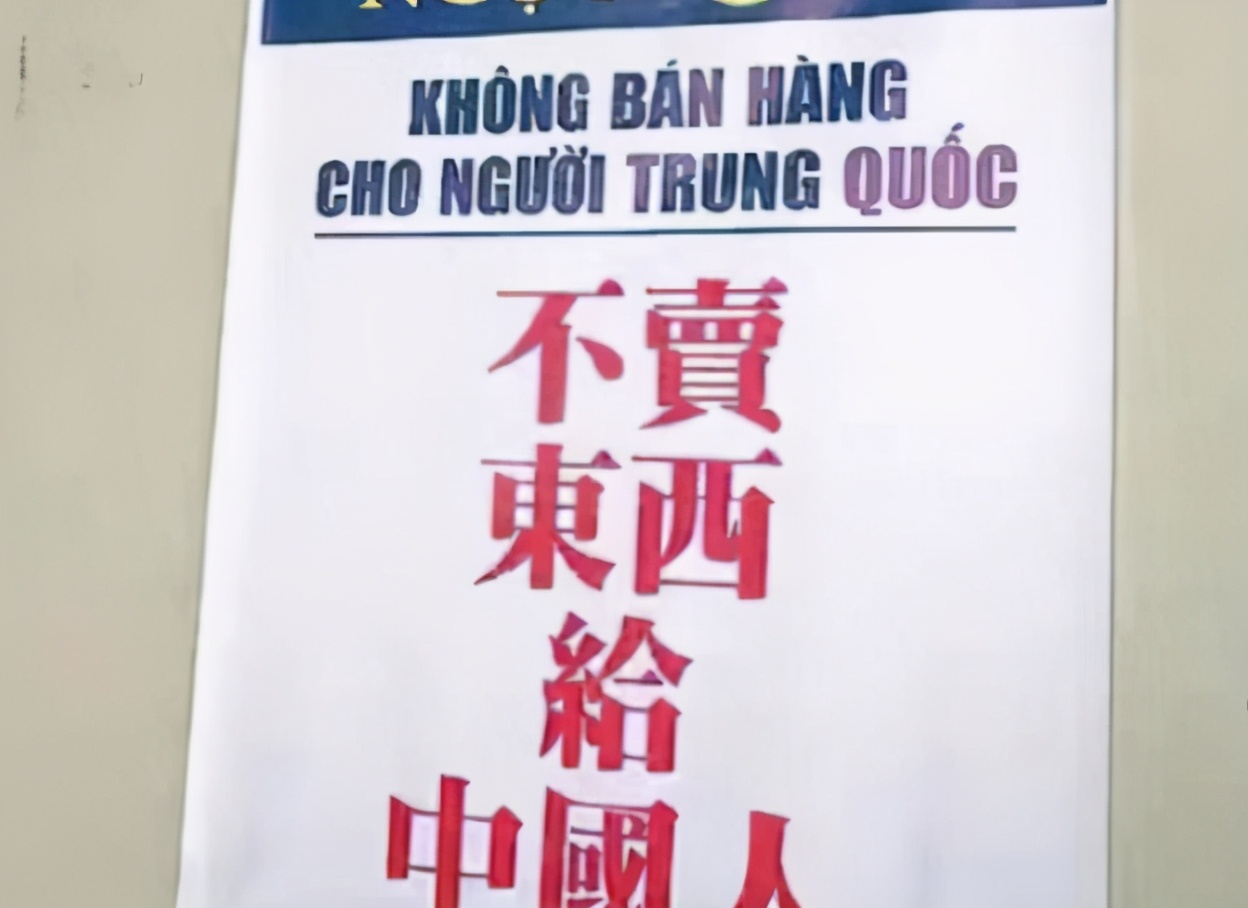 KHÔNG BÁN HÀNG
CHO NGƯỜI TRUNG QUỐC
不賣
東西
給
中國人